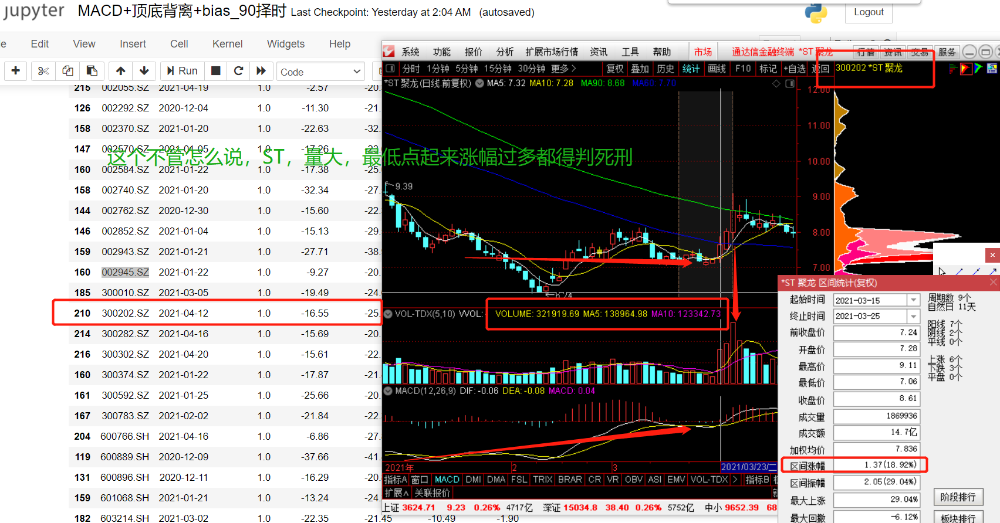 jupyter MACD+顶底背离+bias_90择时 Last Checkpoint: Yesterday at 2:04 AM (autosaved)
Logout
Edit View Insert Cell Kernel Widgets Help
Run Code
215 002055.SZ 2021-04-19 1.0 -2.57 -20.
126 002292.SZ 2020-12-04 1.0 -11.30 -21.
158 002370.SZ 2021-01-20 1.0 -22.63 -32.
147 002570.SZ 2021-04-05 1.0 -17.26
这个不管怎么说，ST，量大，最低点起来涨幅过多都得判死刑
160 002584.SZ 2021-01-22 1.0 -17.38 -25.
158 002740.SZ 2021-01-20 1.0 -32.34 -27.
144 002762.SZ 2020-12-30 1.0 -15.60 -22.
146 002852.SZ 2021-01-04 1.0 -15.13 -29.
159 002943.SZ 2021-01-21 1.0 -27.71 -38.
160 002945.SZ 2021-01-22 1.0 -9.27 -20.
185 300010.SZ 2021-03-05 1.0 -19.49 -24.
210 300202.SZ 2021-04-12 1.0 -16.55 -25.
214 300282.SZ 2021-04-16 1.0 -15.69 -20.
216 300302.SZ 2021-04-20 1.0 -15.61 -22.
160 300374.SZ 2021-01-22 1.0 -17.87 -21.
161 300592.SZ 2021-01-25 1.0 -25.66 -20.
167 300783.SZ 2021-02-02 1.0 -21.84 -22.
204 600766.SH 2021-04-16 1.0 -6.86 -27.
119 600889.SH 2020-12-09 1.0 -37.66 -41.
131 600896.SH 2020-12-11 1.0 -16.29 -20.
159 601068.SH 2021-01-21 1.0 -13.24 -24.
182 603214.SH 2021-03-02 1.0 -22.35 -21.45 -10.49 -1.90
系统 功能 报价 分析 扩展市场行情 资讯 工具 帮助 市场 通达信金融终端 *ST 聚龙 行情 资讯 交易 服务
分时 1分钟 5分钟 15分钟 30分钟 更多 复权 叠加 历史 统计 画线 F10 标记 +自选 返回 300202 *ST 聚龙
*ST 聚龙(日线.前复权) MA5: 7.32 MA10: 7.28 MA90: 8.68 MA60: 7.70
12.00
11.00
10.00
9.00
8.00
7.00
9.39
6.24
VOL-TDX(5,10) VVOL: VOLUME: 321919.69 MA5: 138964.98 MA10: 123342.73
MACD(12,26,9) DIF: -0.06 DEA: -0.08 MACD: 0.04
2021年 2 3 2021/03/23/二
指标A 窗口 MACD DMI DMA FSL TRIX BRAR CR VR OBV ASI EMV VOL-TDX 指标B
扩展∧ 关联报价
上证 3624.71 9.23 0.26% 4717亿 深证 15034.8 38.40 0.26% 5752亿 中小 9652.39 68
*ST 聚龙 区间统计(复权)
起始时间 2021-03-15 周期数 9个
自然日 11天
终止时间 2021-03-25
阳线 7个
前收盘价 7.24 阴线 2个
平线 0个
开盘价 7.28
上涨 6个
最高价 9.11 下跌 3个
平盘 0个
最低价 7.06
收盘价 8.61
成交量 1869936
成交额 14.7亿
加权均价 7.836
区间涨幅 1.37(18.92%)
区间振幅 2.05(29.04%)
最大上涨 29.04% 阶段排行
最大回撤 -6.12% 板块排行